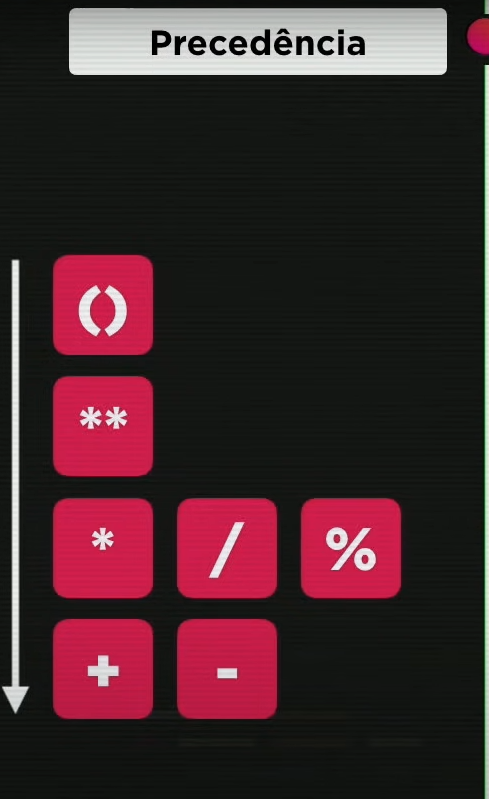 Precedência
()
**
* / %
+ -